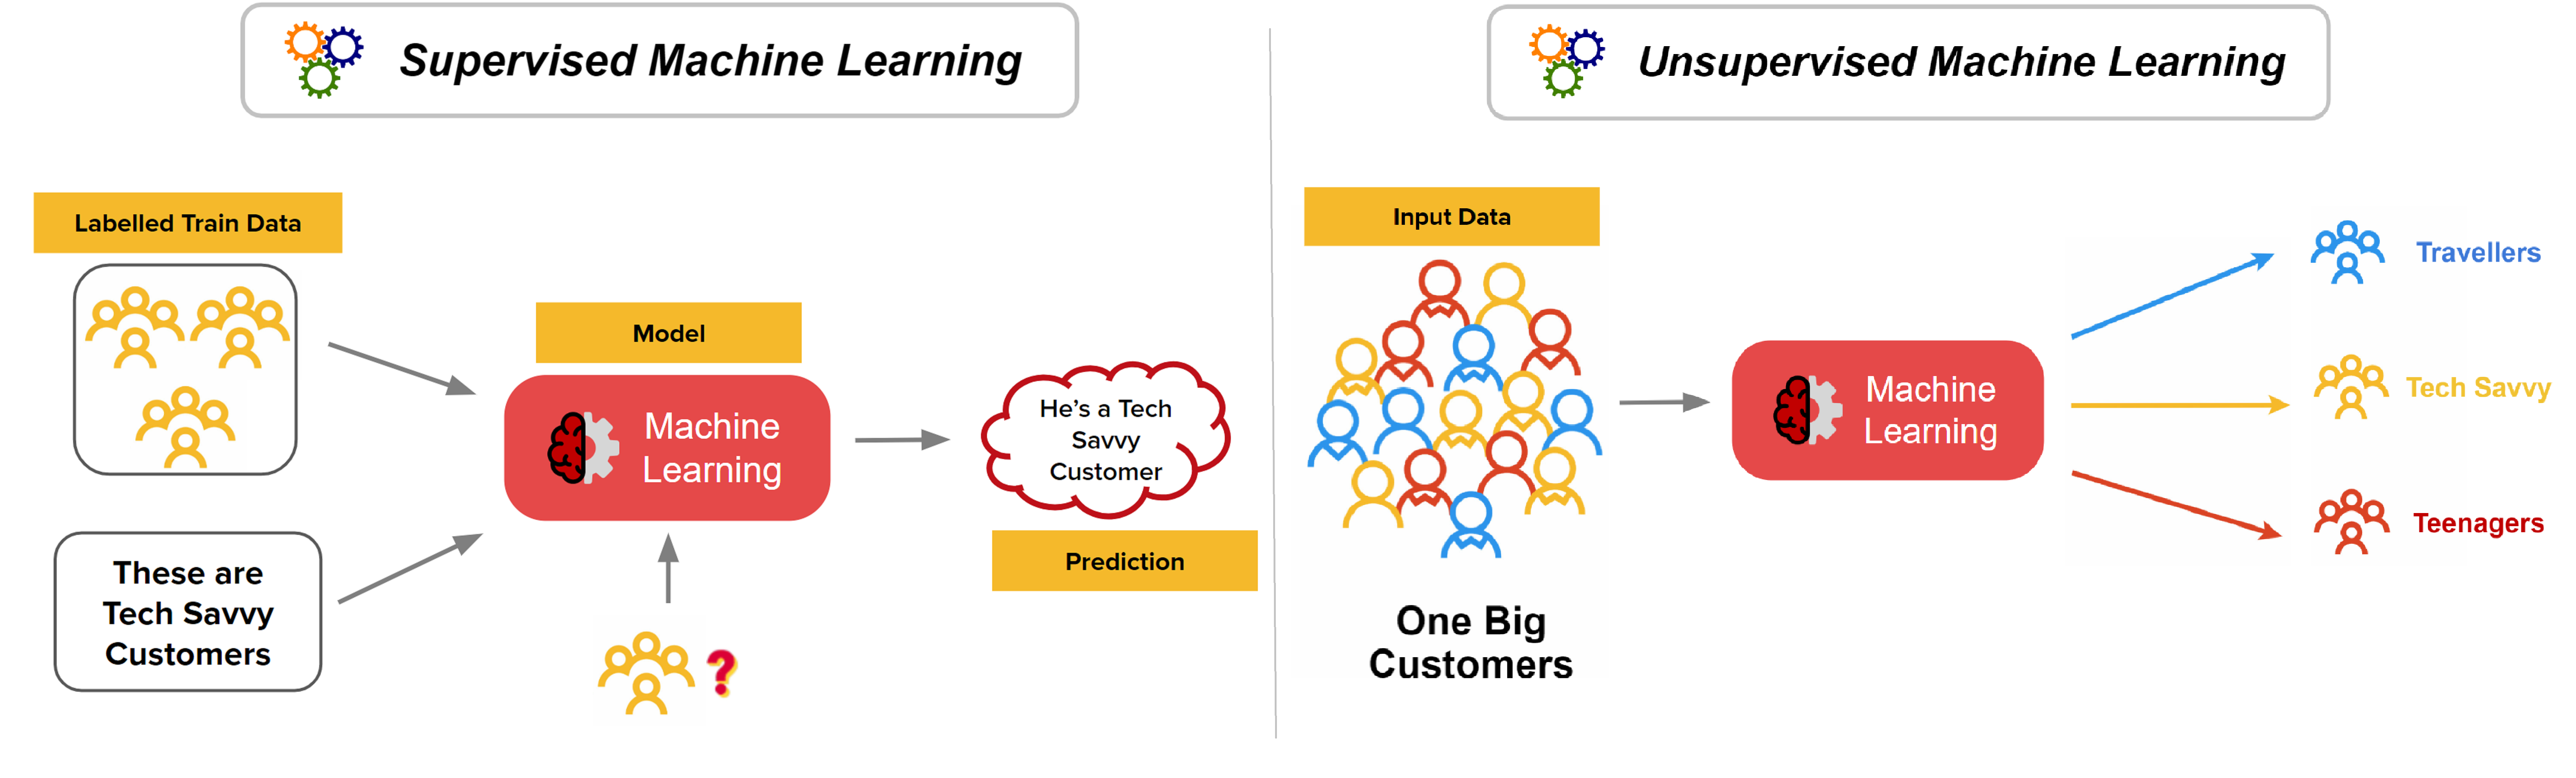 Supervised Machine Learning
Labelled Train Data
These are
Tech Savvy
Customers
Model
Machine
Learning
?
He's a Tech
Savvy
Customer
Prediction
Unsupervised Machine Learning
Input Data
One Big
Customers
Machine
Learning
Travellers
Tech Savvy
Teenagers